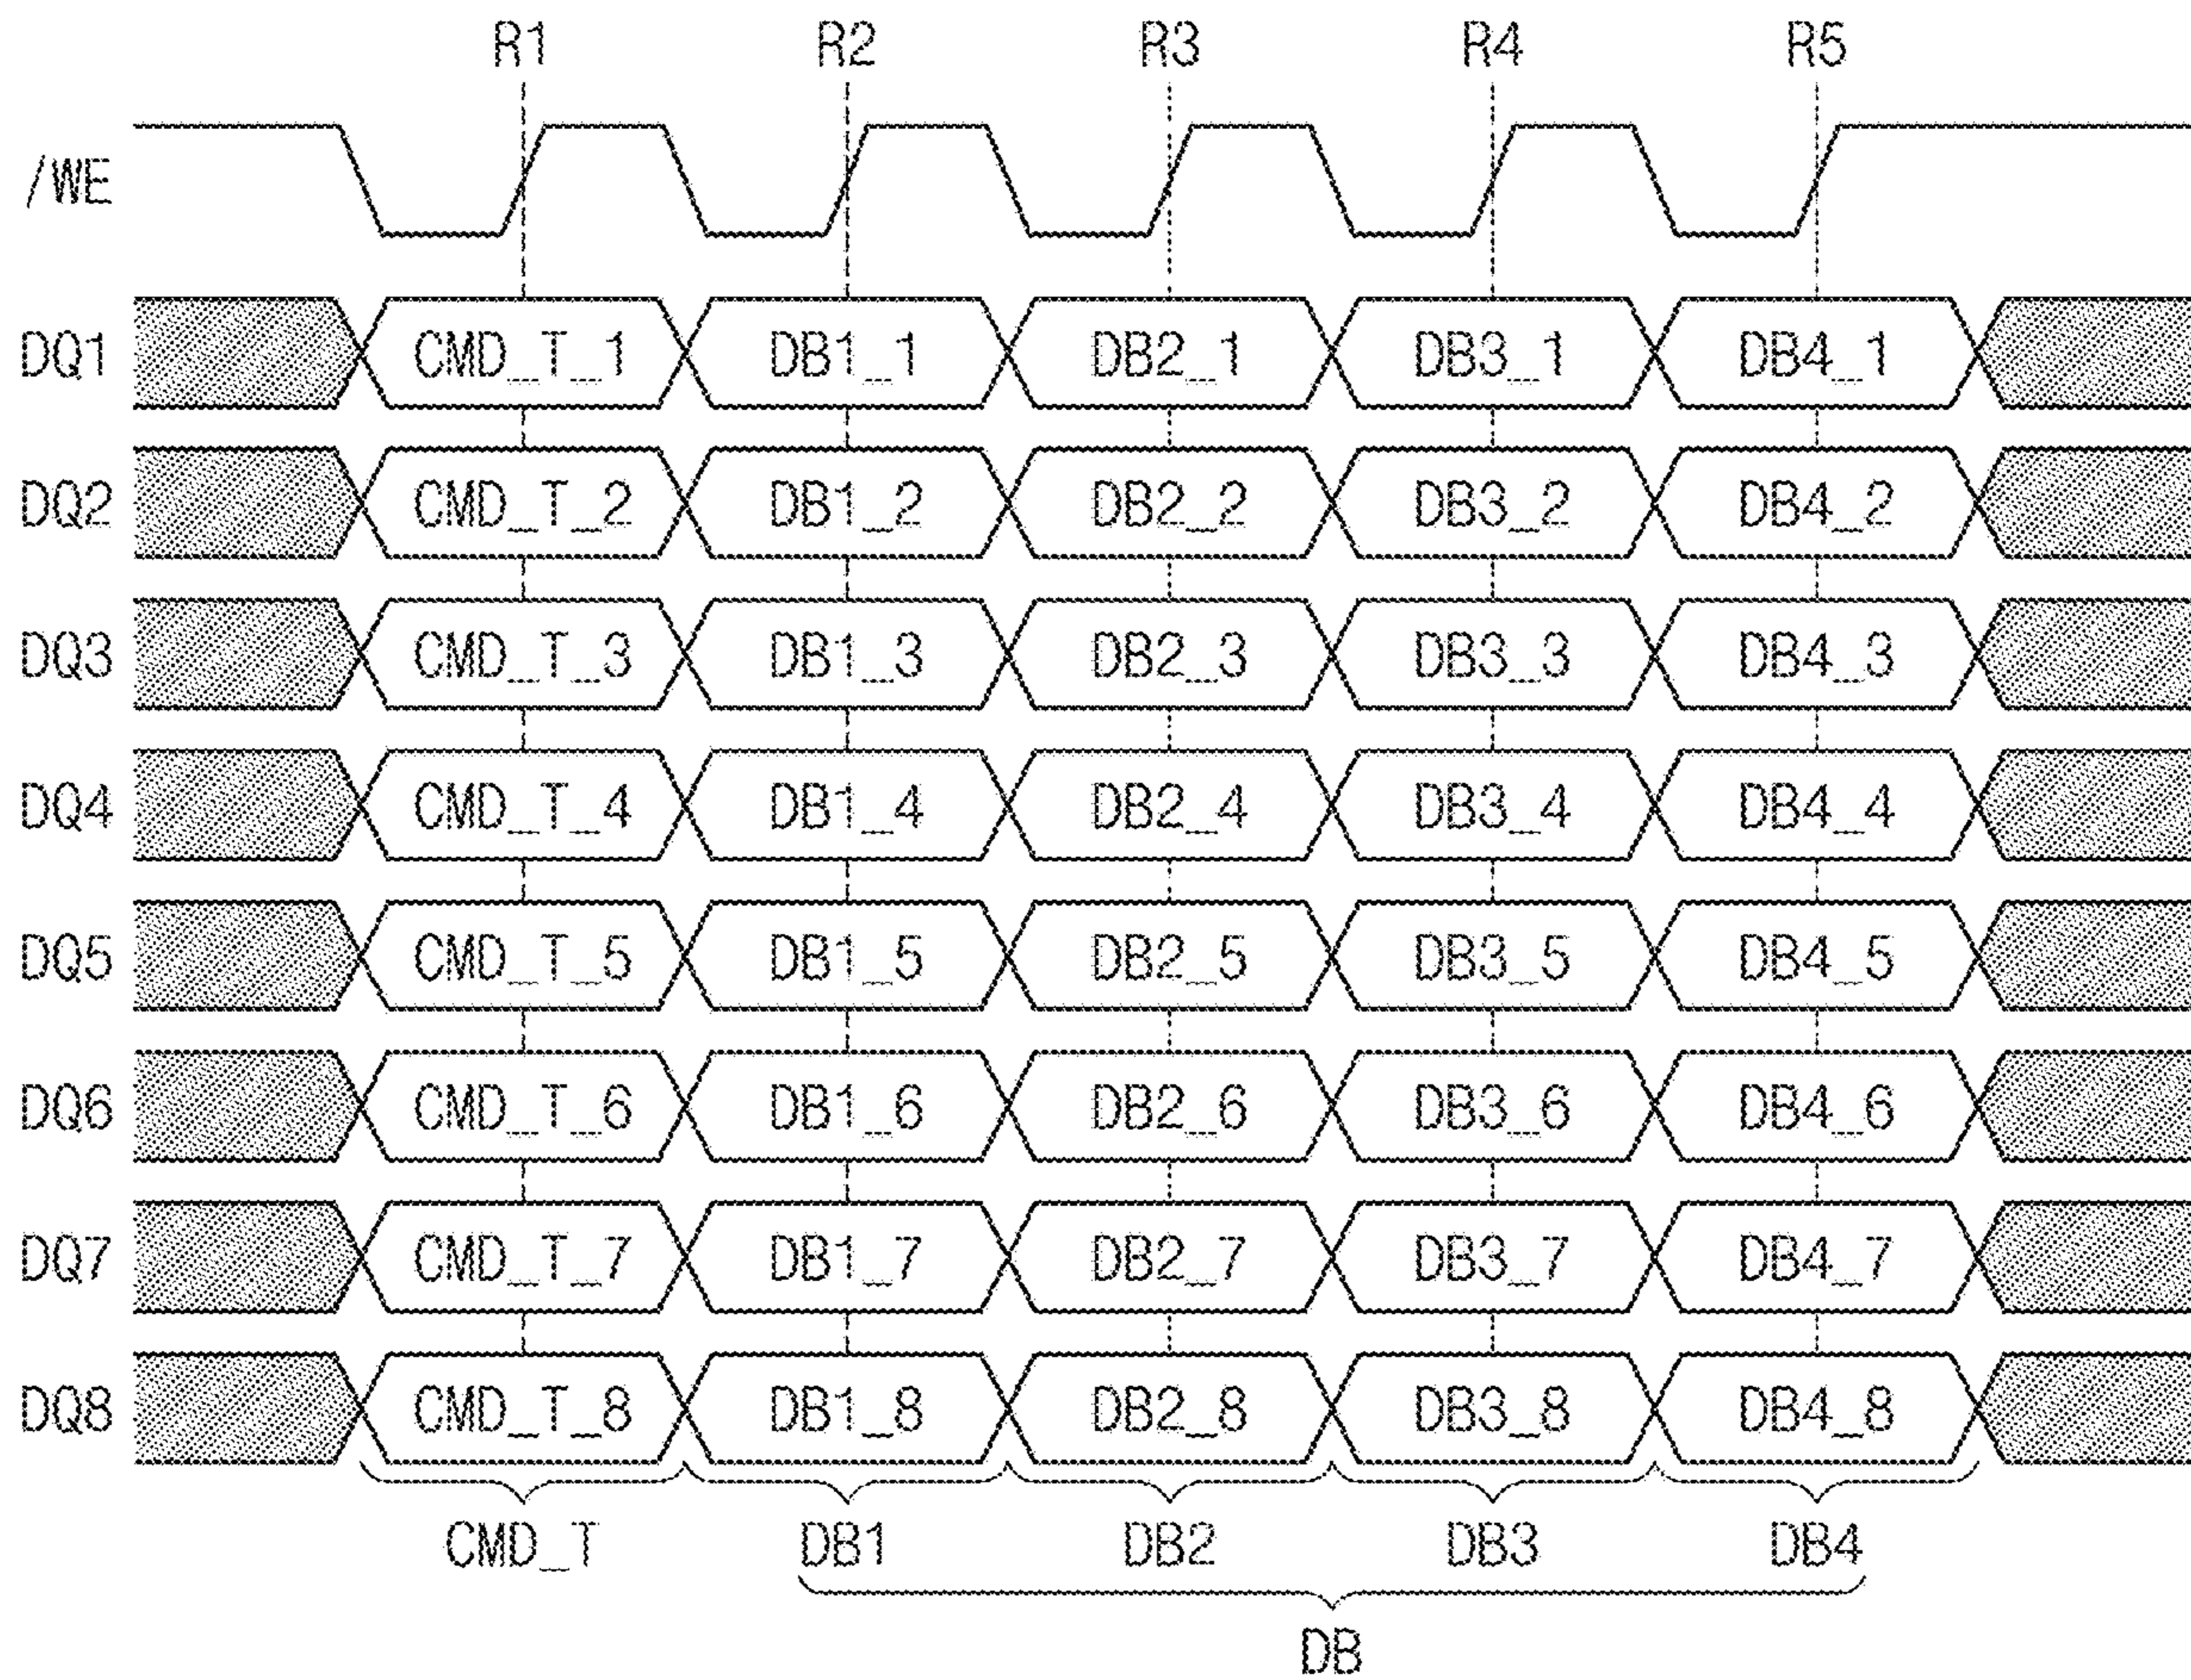 R1 R2 R3 R4 R5
/WE
DQ1 CMD_T_1 DB1_1 DB2_1 DB3_1 DB4_1
DQ2 CMD_T_2 DB1_2 DB2_2 DB3_2 DB4_2
DQ3 CMD_T_3 DB1_3 DB2_3 DB3_3 DB4_3
DQ4 CMD_T_4 DB1_4 DB2_4 DB3_4 DB4_4
DQ5 CMD_T_5 DB1_5 DB2_5 DB3_5 DB4_5
DQ6 CMD_T_6 DB1_6 DB2_6 DB3_6 DB4_6
DQ7 CMD_T_7 DB1_7 DB2_7 DB3_7 DB4_7
DQ8 CMD_T_8 DB1_8 DB2_8 DB3_8 DB4_8
CMD_T DB1 DB2 DB3 DB4
DB